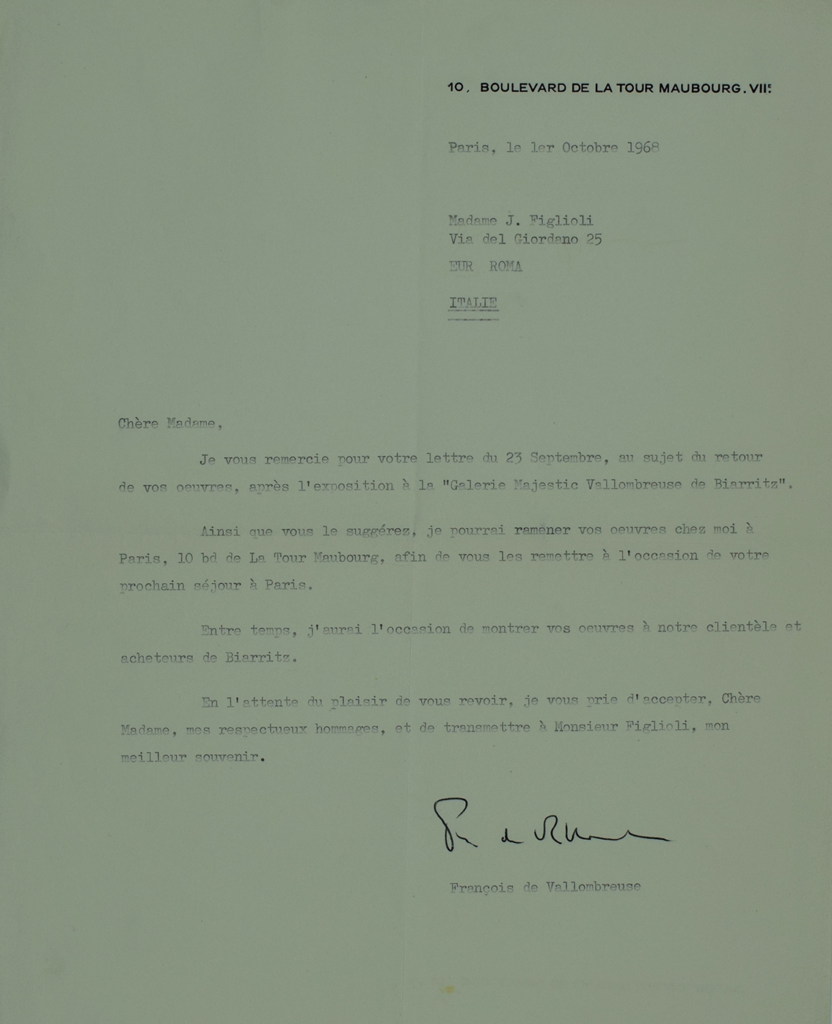 10. BOULEVARD DE LA TOUR MAUBOURG. VIIE
Paris, le 1er Octobre 1968
Madame J. Figlioli
Via del Giordano 25
EUR ROMA
ITALIE
Chère Madame,
Je vous remercie pour votre lettre du 23 Septembre, au sujet du retour
de vos oeuvres, après l'exposition à la "Galerie Majestic Vallombreuse de Biarritz".
Ainsi que vous le suggérez, je pourrai ramener vos oeuvres chez moi à
Paris, 10 bd de La Tour Maubourg, afin de vous les remettre à l'occasion de votre
prochain séjour à Paris.
Entre temps, j'aurai l'occasion de montrer vos oeuvres à notre clientèle et
acheteurs de Biarritz.
En l'attente du plaisir de vous revoir, je vous prie d'accepter, Chère
Madame, mes respectueux hommages, et de transmettre à Monsieur Figlioli, mon
meilleur souvenir.
François de Vallombreuse